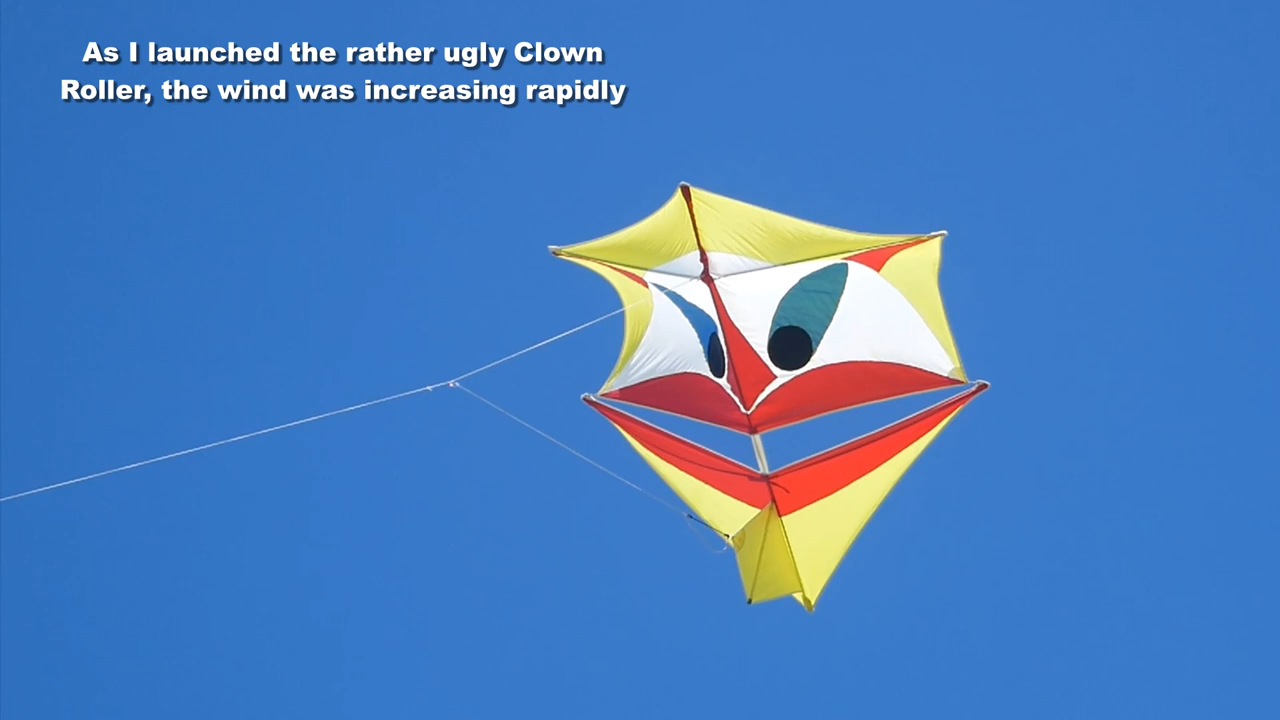 As I launched the rather ugly Clown
Roller, the wind was increasing rapidly